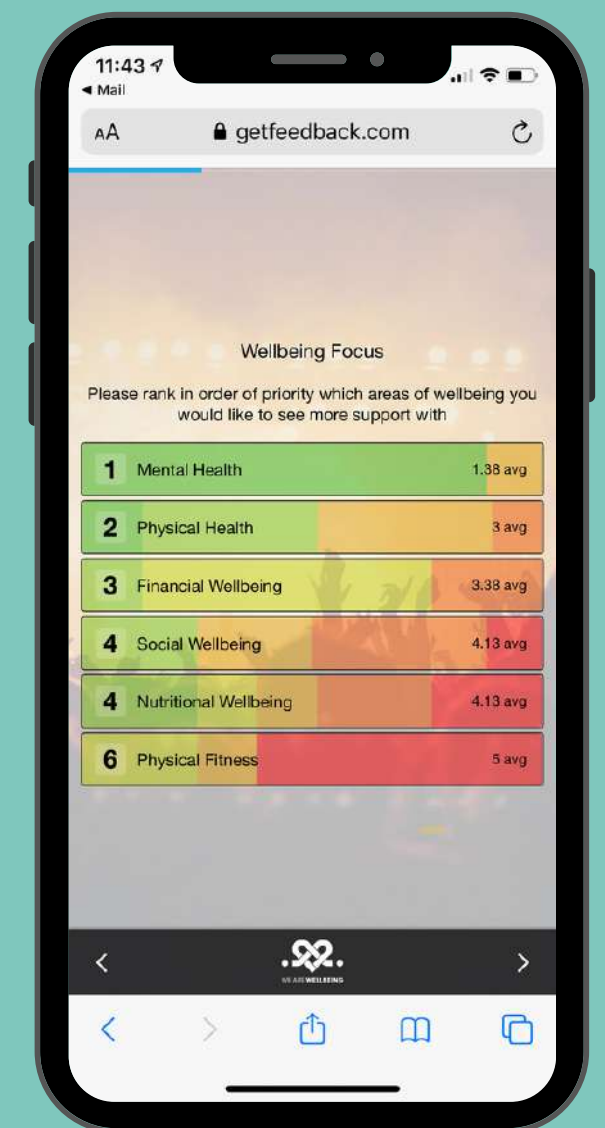 11:43
Mail
AA getfeedback.com
Wellbeing Focus
Please rank in order of priority which areas of wellbeing you
would like to see more support with
1 Mental Health 1.38 avg
2 Physical Health 3 avg
3 Financial Wellbeing 3.38 avg
4 Social Wellbeing 4.13 avg
4 Nutritional Wellbeing 4.13 avg
6 Physical Fitness 5 avg
WE ARE WELLBEING